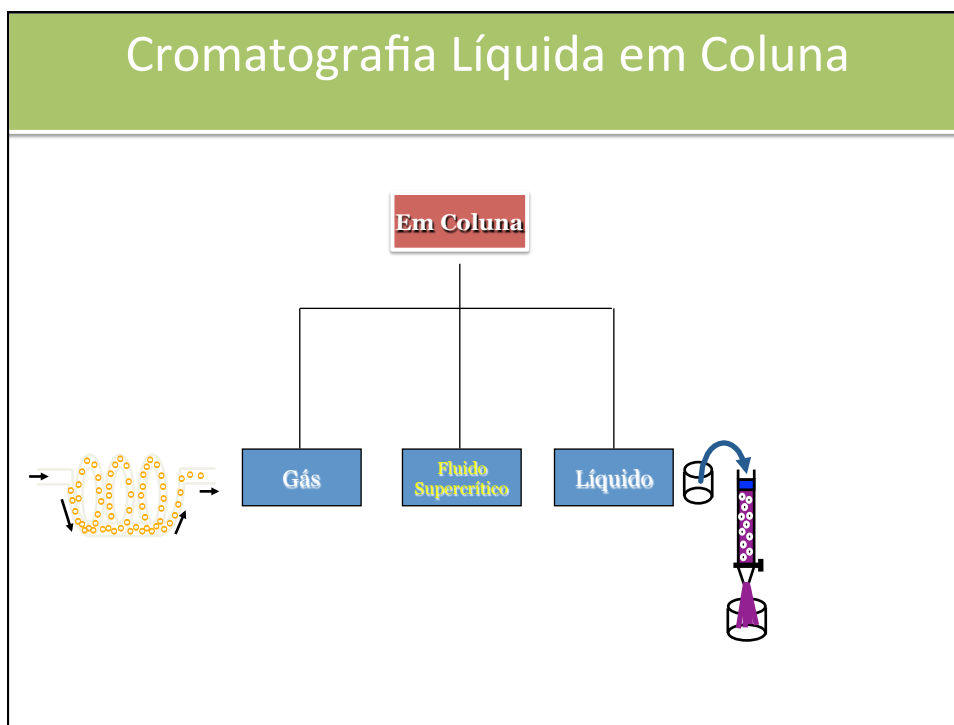 Cromatografia Líquida em Coluna
Em Coluna
Gás
Fluido
Supercrítico
Líquido